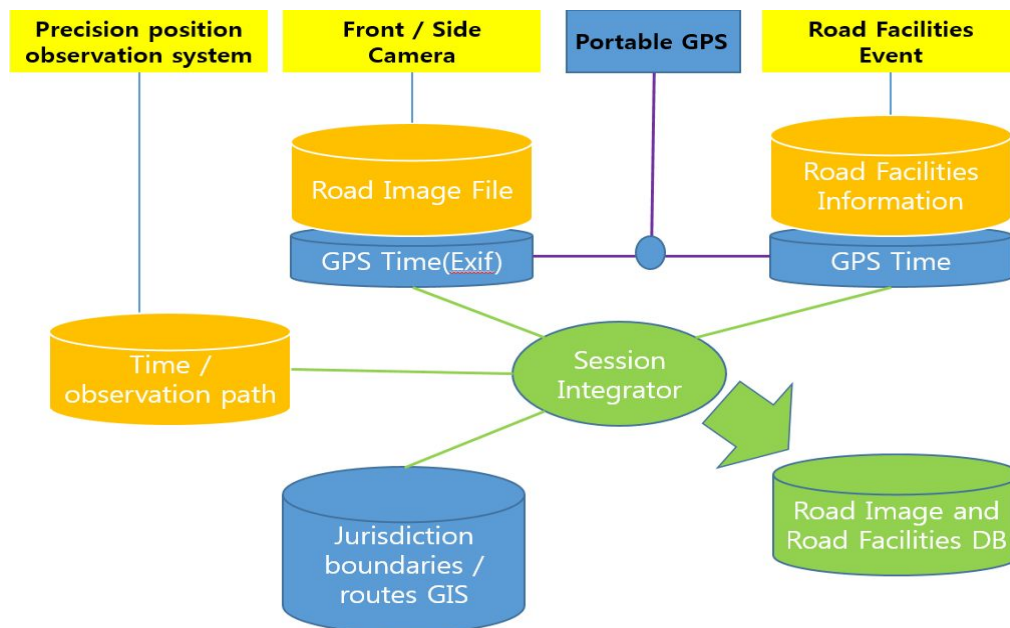 Precision position
observation system
Front / Side
Camera
Portable GPS
Road Facilities
Event
Road Image File
GPS Time(Exif)
Road Facilities
Information
GPS Time
Time /
observation path
Session
Integrator
Jurisdiction
boundaries /
routes GIS
Road Image and
Road Facilities DB